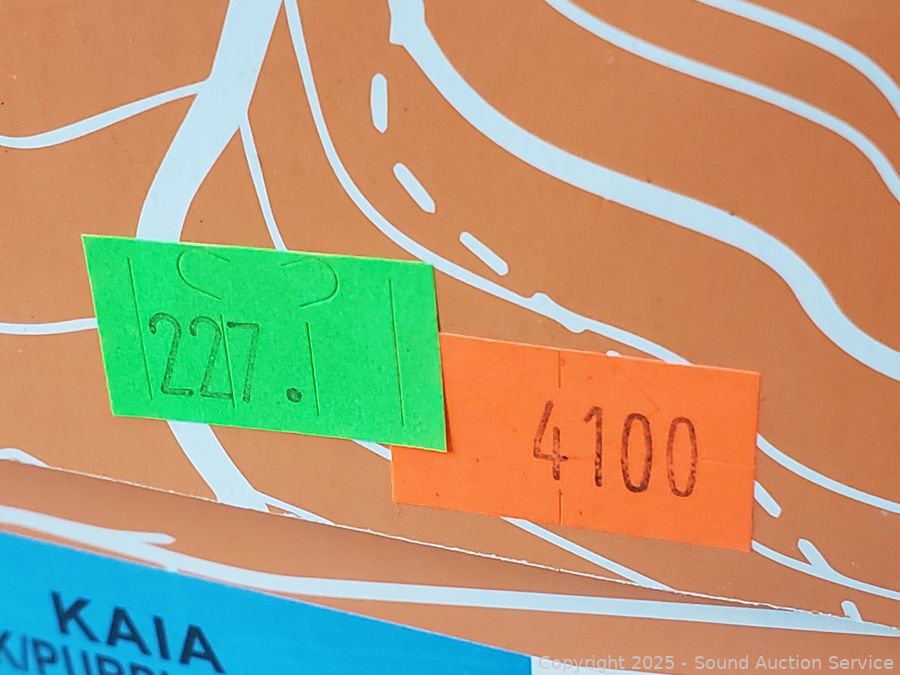 227.
4100
KAIA
Copyright 2025 - Sound Auction Service